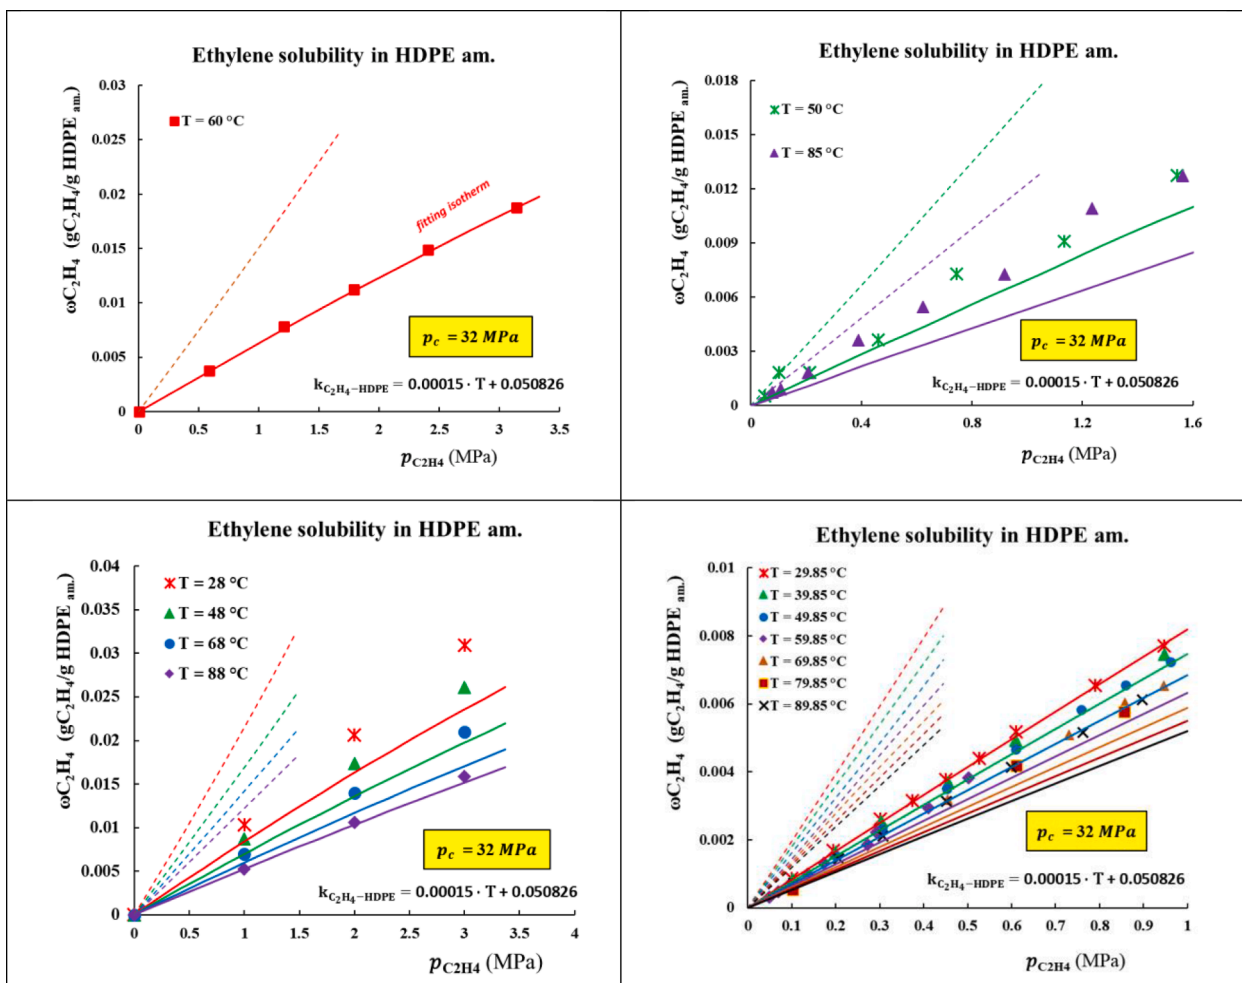 Ethylene solubility in HDPE am.
ωC₂H₄ (gC₂H₄/g HDPE am.)
0.03
0.025
0.02
0.015
0.01
0.005
0
T = 60 °C
fitting isotherm
p_c = 32 MPa
k_C₂H₄−HDPE = 0.00015 · T + 0.050826
0 0.5 1 1.5 2 2.5 3 3.5
p_C2H4 (MPa)
Ethylene solubility in HDPE am.
ωC₂H₄ (gC₂H₄/g HDPE am.)
0.018
0.015
0.012
0.009
0.006
0.003
0
T = 50 °C
T = 85 °C
p_c = 32 MPa
k_C₂H₄−HDPE = 0.00015 · T + 0.050826
0 0.4 0.8 1.2 1.6
p_C2H4 (MPa)
Ethylene solubility in HDPE am.
ωC₂H₄ (gC₂H₄/g HDPE am.)
0.04
0.035
0.03
0.025
0.02
0.015
0.01
0.005
0
T = 28 °C
T = 48 °C
T = 68 °C
T = 88 °C
p_c = 32 MPa
k_C₂H₄−HDPE = 0.00015 · T + 0.050826
0 0.5 1 1.5 2 2.5 3 3.5 4
p_C2H4 (MPa)
Ethylene solubility in HDPE am.
ωC₂H₄ (gC₂H₄/g HDPE am.)
0.01
0.008
0.006
0.004
0.002
0
T = 29.85 °C
T = 39.85 °C
T = 49.85 °C
T = 59.85 °C
T = 69.85 °C
T = 79.85 °C
T = 89.85 °C
p_c = 32 MPa
k_C₂H₄−HDPE = 0.00015 · T + 0.050826
0 0.1 0.2 0.3 0.4 0.5 0.6 0.7 0.8 0.9 1
p_C2H4 (MPa)